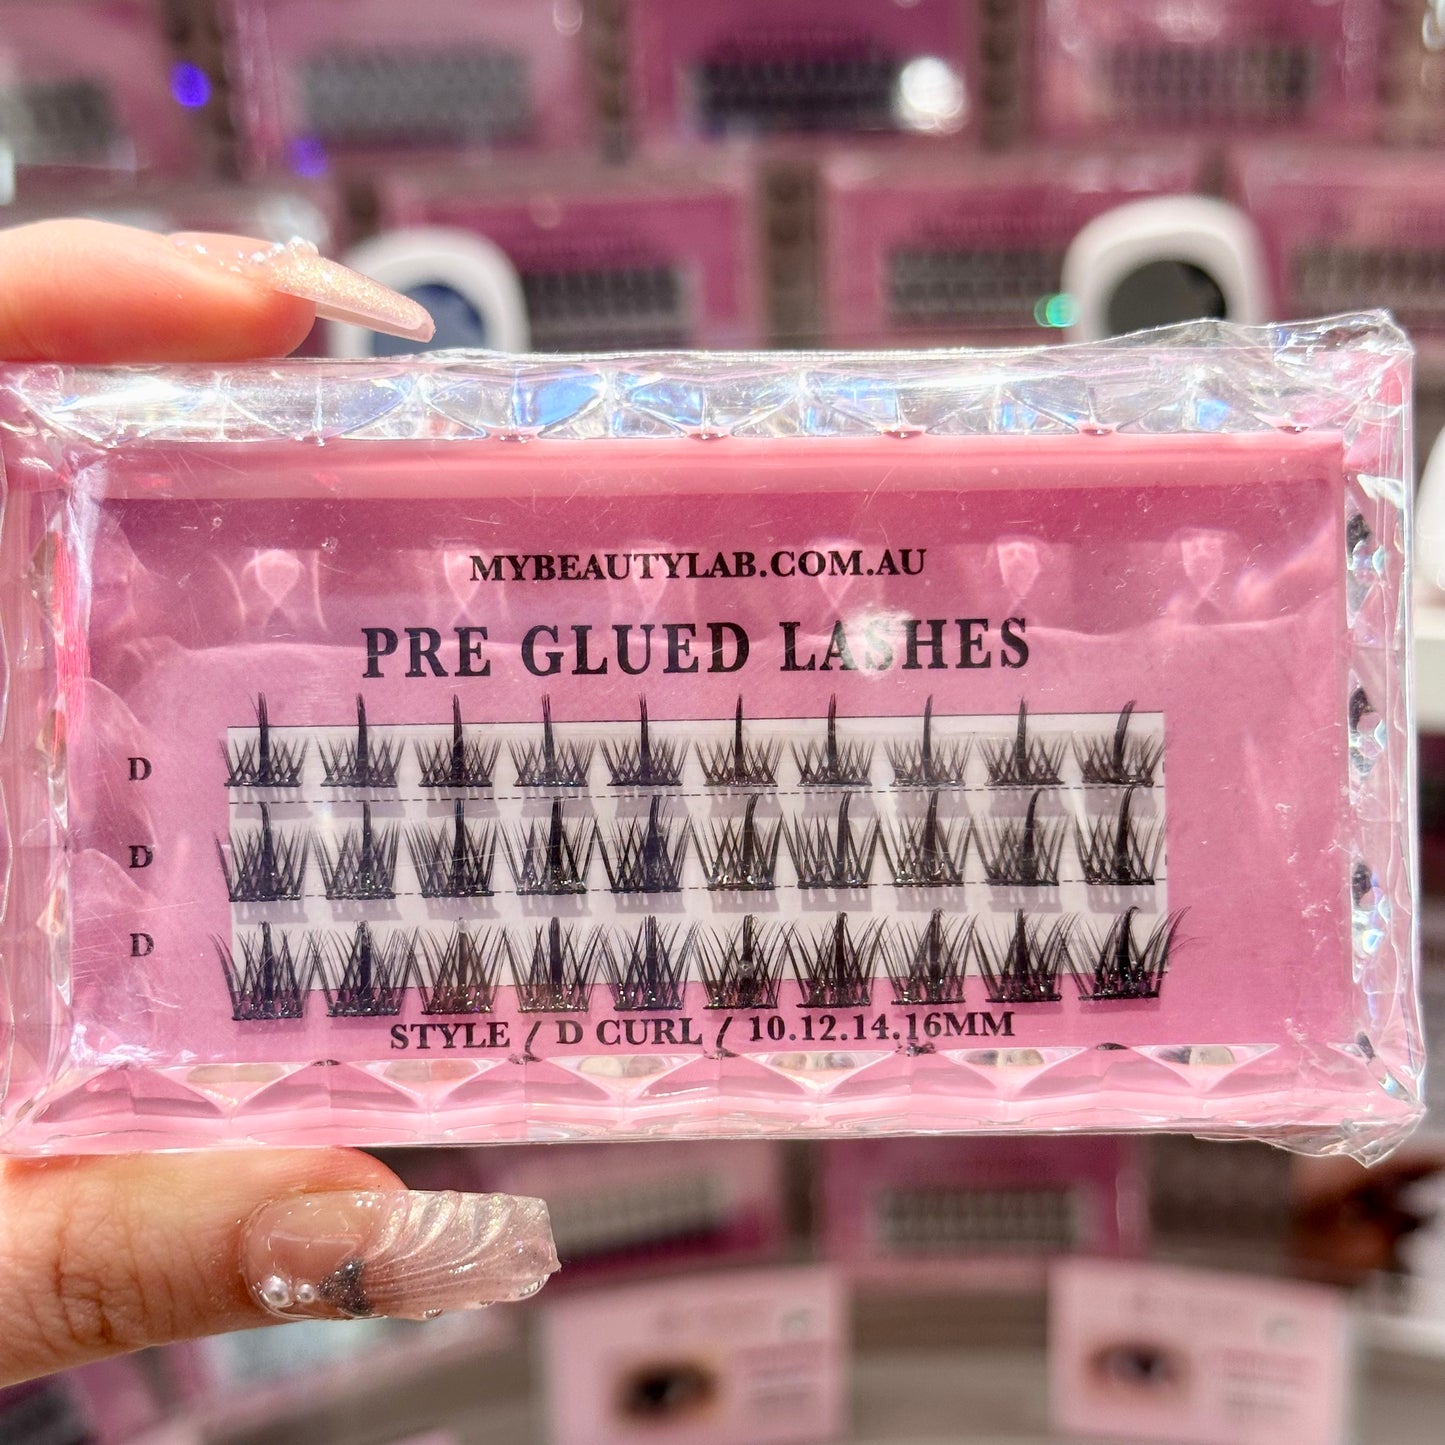 MYBEAUTYLAB.COM.AU
PRE GLUED LASHES
D
D
D
STYLE / D CURL / 10.12.14.16MM